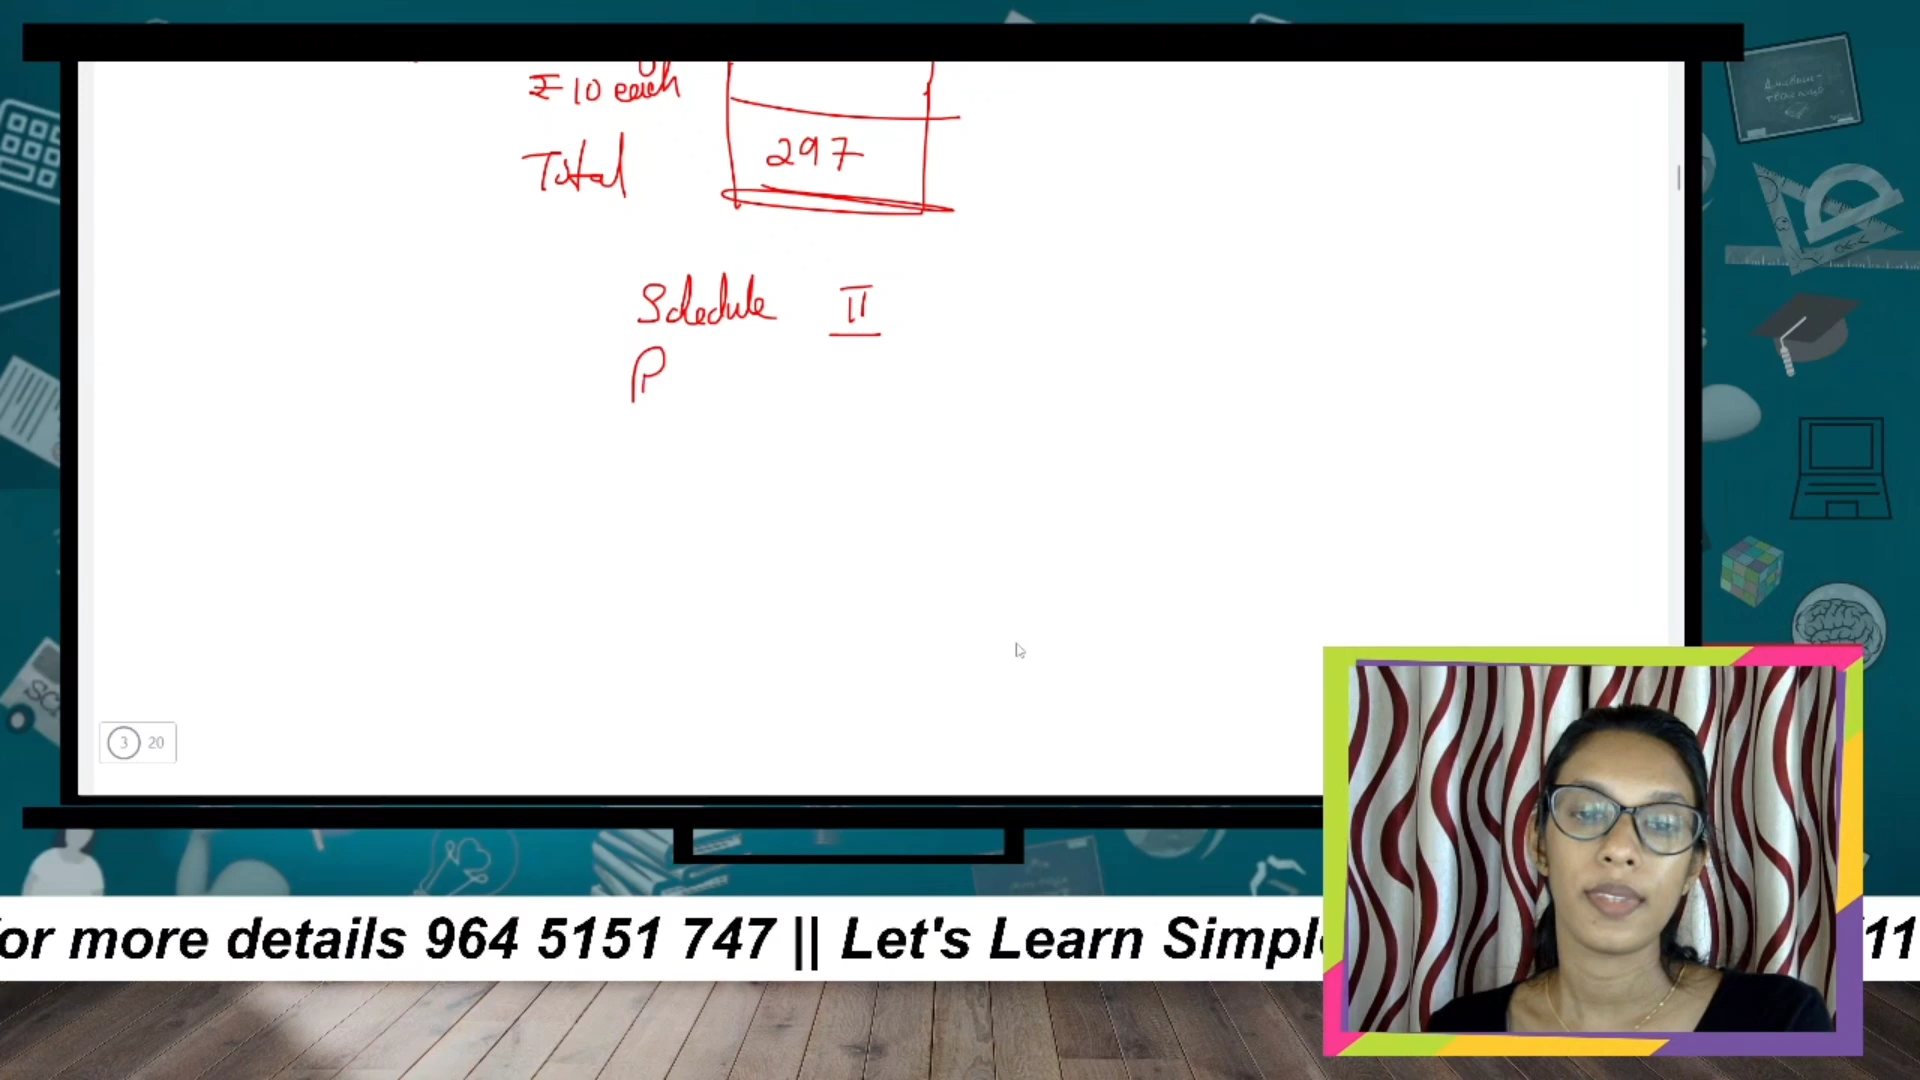 ₹ 10 each
Total 297
Schedule II
P
3 20
or more details 964 5151 747 || Let's Learn Simpl
11